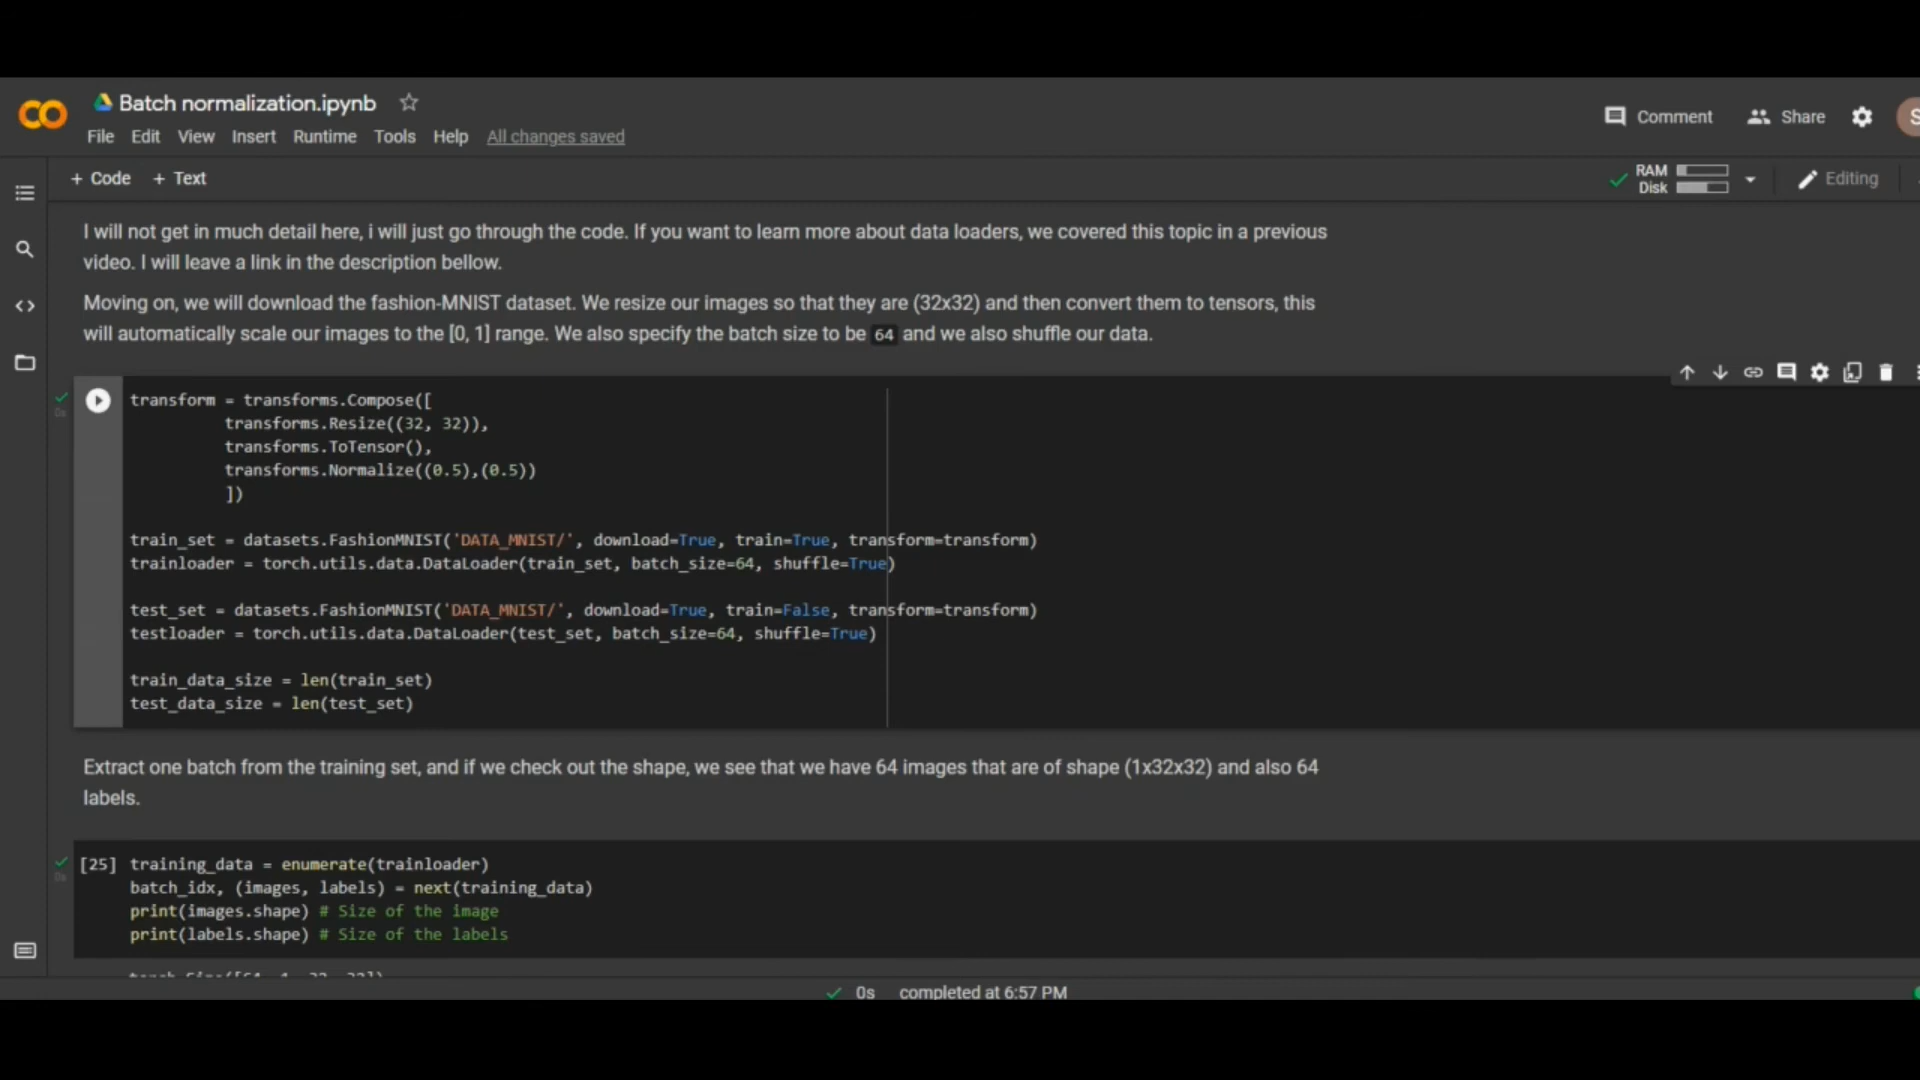 Batch normalization.ipynb
File Edit View Insert Runtime Tools Help All changes saved
Comment Share
S
+ Code + Text
RAM
Disk
Editing
I will not get in much detail here, i will just go through the code. If you want to learn more about data loaders, we covered this topic in a previous
video. I will leave a link in the description bellow.
Moving on, we will download the fashion-MNIST dataset. We resize our images so that they are (32x32) and then convert them to tensors, this
will automatically scale our images to the [0, 1] range. We also specify the batch size to be 64 and we also shuffle our data.
0s
transform = transforms.Compose([
transforms.Resize((32, 32)),
transforms.ToTensor(),
transforms.Normalize((0.5),(0.5))
])
train_set = datasets.FashionMNIST('DATA_MNIST/', download=True, train=True, transform=transform)
trainloader = torch.utils.data.DataLoader(train_set, batch_size=64, shuffle=True)
test_set = datasets.FashionMNIST('DATA_MNIST/', download=True, train=False, transform=transform)
testloader = torch.utils.data.DataLoader(test_set, batch_size=64, shuffle=True)
train_data_size = len(train_set)
test_data_size = len(test_set)
Extract one batch from the training set, and if we check out the shape, we see that we have 64 images that are of shape (1x32x32) and also 64
labels.
0s
[25] training_data = enumerate(trainloader)
batch_idx, (images, labels) = next(training_data)
print(images.shape) # Size of the image
print(labels.shape) # Size of the labels
torch.Size([64, 1, 32, 32])
0s completed at 6:57 PM